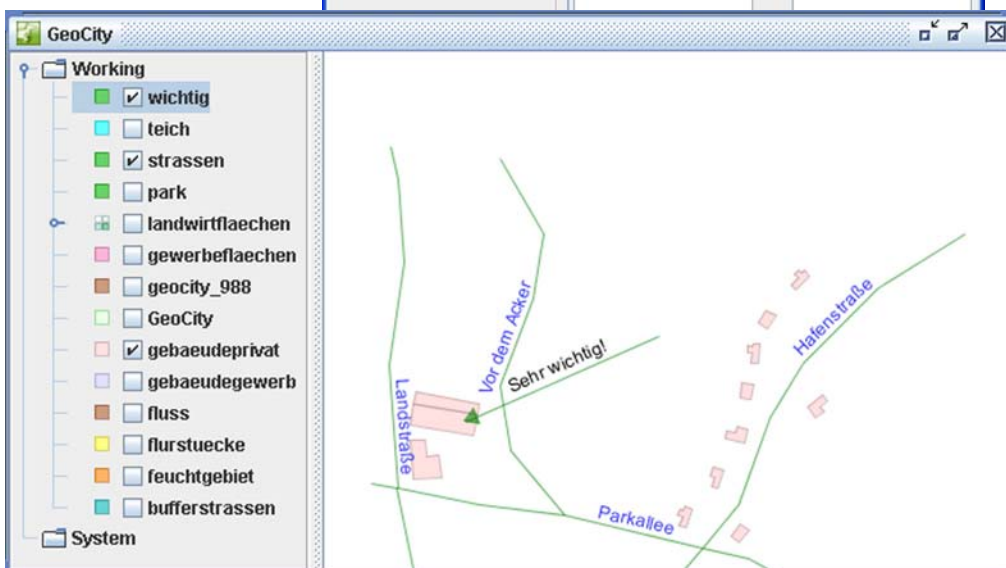 GeoCity
Working
wichtig
teich
strassen
park
landwirtflaechen
gewerbeflaechen
geocity_988
GeoCity
gebaeudeprivat
gebaeudegewerb
fluss
flurstuecke
feuchtgebiet
bufferstrassen
System
Vor dem Acker
Sehr wichtig!
Hafenstraße
Landstraße
Parkallee